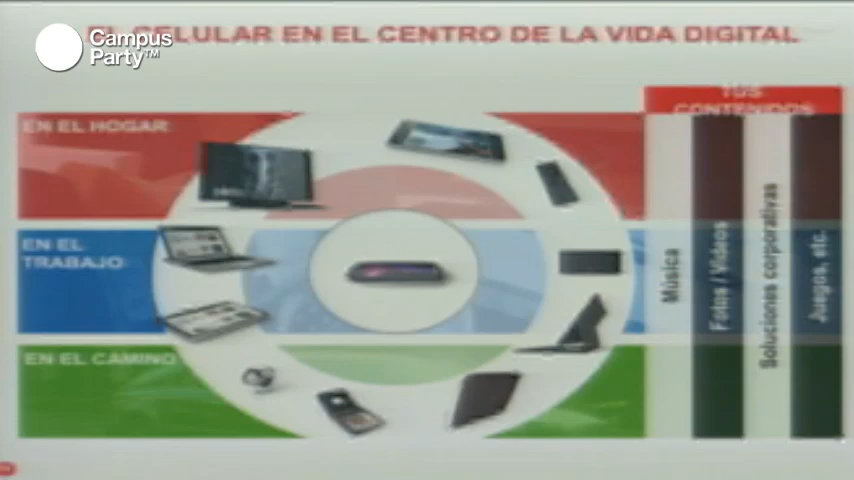 Campus
Party™
EL CELULAR EN EL CENTRO DE LA VIDA DIGITAL
TUS
CONTENIDOS
EN EL HOGAR
EN EL
TRABAJO
EN EL CAMINO
Música
Fotos / Videos
Soluciones corporativas
Juegos, etc.